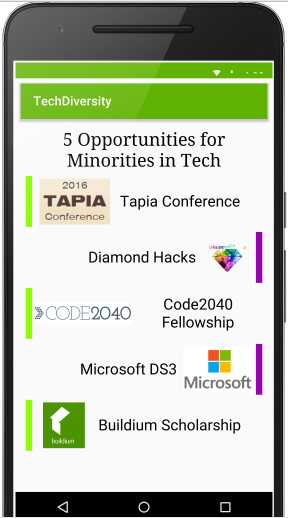 TechDiversity
5 Opportunities for
Minorities in Tech
2016
TAPIA
Conference
Tapia Conference
Diamond Hacks
CODE2040
Code2040
Fellowship
Microsoft DS3
Microsoft
buildium
Buildium Scholarship